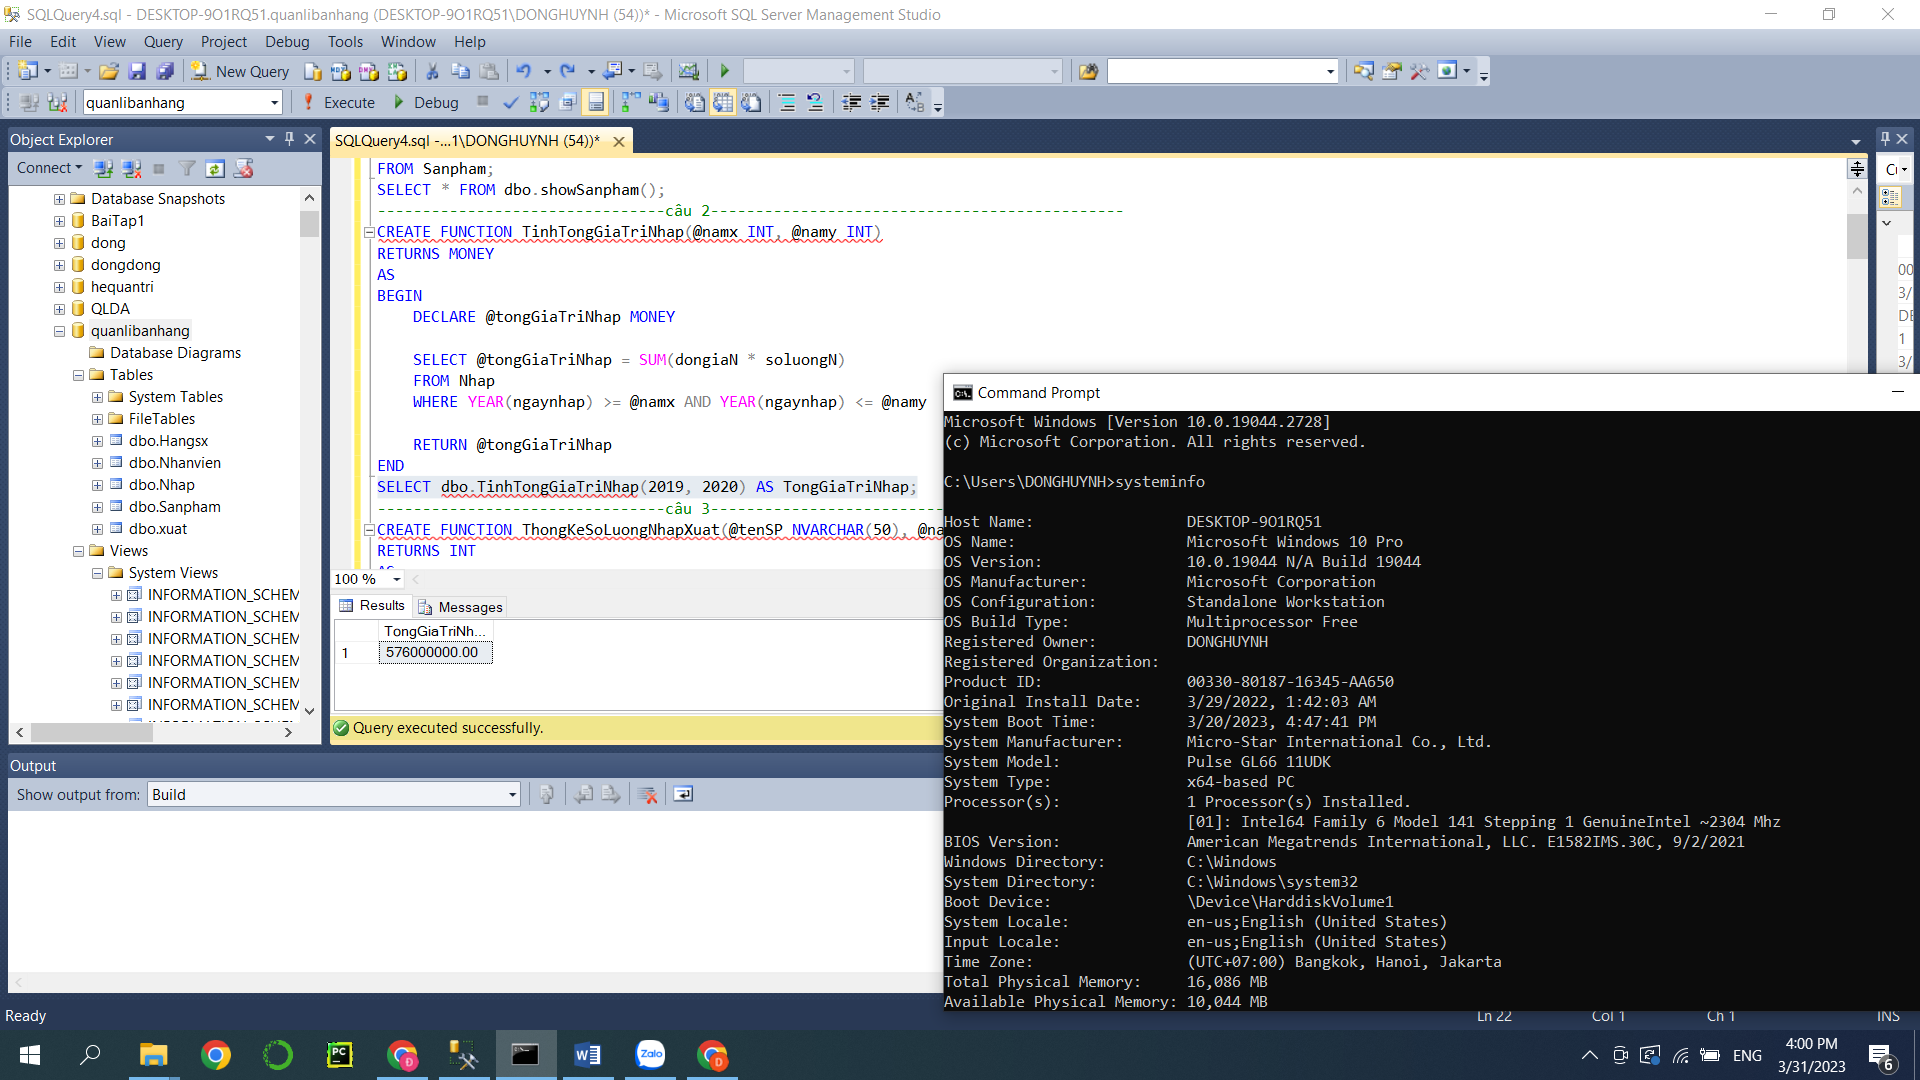 SQLQuery4.sql - DESKTOP-9O1RQ51.quanlibanhang (DESKTOP-9O1RQ51\DONGHUYNH (54))* - Microsoft SQL Server Management Studio
File Edit View Query Project Debug Tools Window Help
New Query
quanlibanhang Execute Debug
Object Explorer
Connect
Database Snapshots
BaiTap1
dong
dongdong
hequantri
QLDA
quanlibanhang
Database Diagrams
Tables
System Tables
FileTables
dbo.Hangsx
dbo.Nhanvien
dbo.Nhap
dbo.Sanpham
dbo.xuat
Views
System Views
INFORMATION_SCHEM
INFORMATION_SCHEM
INFORMATION_SCHEM
INFORMATION_SCHEM
INFORMATION_SCHEM
INFORMATION_SCHEM
SQLQuery4.sql -...1\DONGHUYNH (54))*
FROM Sanpham;
SELECT * FROM dbo.showSanpham();
--------------------------------câu 2----------------------------------------------
CREATE FUNCTION TinhTongGiaTriNhap(@namx INT, @namy INT)
RETURNS MONEY
AS
BEGIN
DECLARE @tongGiaTriNhap MONEY
SELECT @tongGiaTriNhap = SUM(dongiaN * soluongN)
FROM Nhap
WHERE YEAR(ngaynhap) >= @namx AND YEAR(ngaynhap) <= @namy
RETURN @tongGiaTriNhap
END
SELECT dbo.TinhTongGiaTriNhap(2019, 2020) AS TongGiaTriNhap;
--------------------------------câu 3--------------------------
CREATE FUNCTION ThongKeSoLuongNhapXuat(@tenSP NVARCHAR(50), @na
RETURNS INT
100 %
Results Messages
TongGiaTriNh...
1 576000000.00
Query executed successfully.
Output
Show output from: Build
Ready
Ln 22 Col 1 Ch 1 INS
00
3/
DE
1
3/
Command Prompt
Microsoft Windows [Version 10.0.19044.2728]
(c) Microsoft Corporation. All rights reserved.
C:\Users\DONGHUYNH>systeminfo
Host Name: DESKTOP-9O1RQ51
OS Name: Microsoft Windows 10 Pro
OS Version: 10.0.19044 N/A Build 19044
OS Manufacturer: Microsoft Corporation
OS Configuration: Standalone Workstation
OS Build Type: Multiprocessor Free
Registered Owner: DONGHUYNH
Registered Organization:
Product ID: 00330-80187-16345-AA650
Original Install Date: 3/29/2022, 1:42:03 AM
System Boot Time: 3/20/2023, 4:47:41 PM
System Manufacturer: Micro-Star International Co., Ltd.
System Model: Pulse GL66 11UDK
System Type: x64-based PC
Processor(s): 1 Processor(s) Installed.
[01]: Intel64 Family 6 Model 141 Stepping 1 GenuineIntel ~2304 Mhz
BIOS Version: American Megatrends International, LLC. E1582IMS.30C, 9/2/2021
Windows Directory: C:\Windows
System Directory: C:\Windows\system32
Boot Device: \Device\HarddiskVolume1
System Locale: en-us;English (United States)
Input Locale: en-us;English (United States)
Time Zone: (UTC+07:00) Bangkok, Hanoi, Jakarta
Total Physical Memory: 16,086 MB
Available Physical Memory: 10,044 MB
PC
Zalo
ENG
4:00 PM
3/31/2023
6